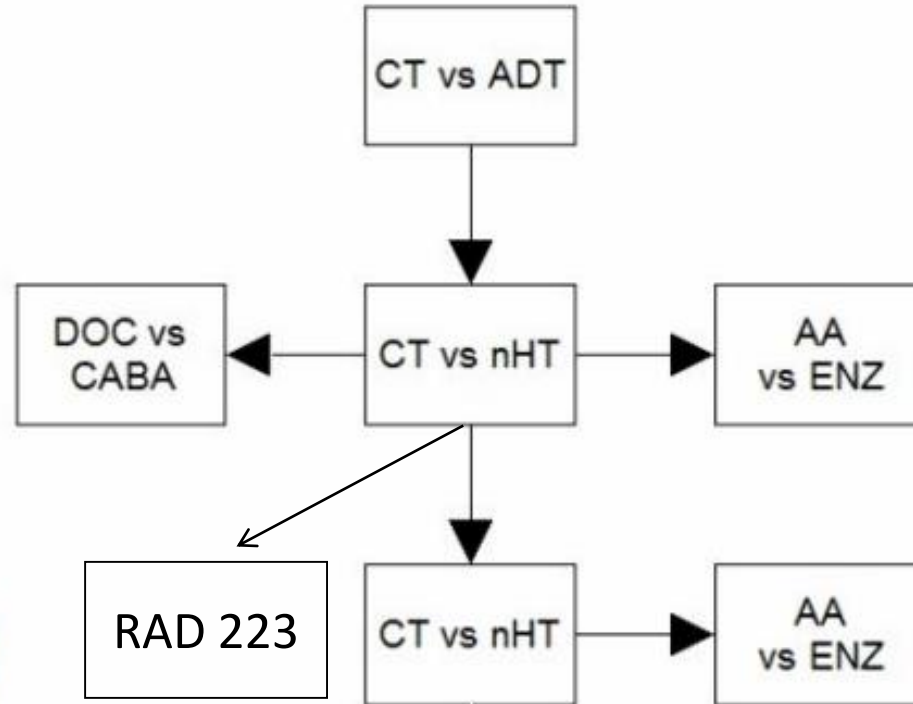 CT vs ADT
DOC vs
CABA
CT vs nHT
AA
vs ENZ
RAD 223
CT vs nHT
AA
vs ENZ